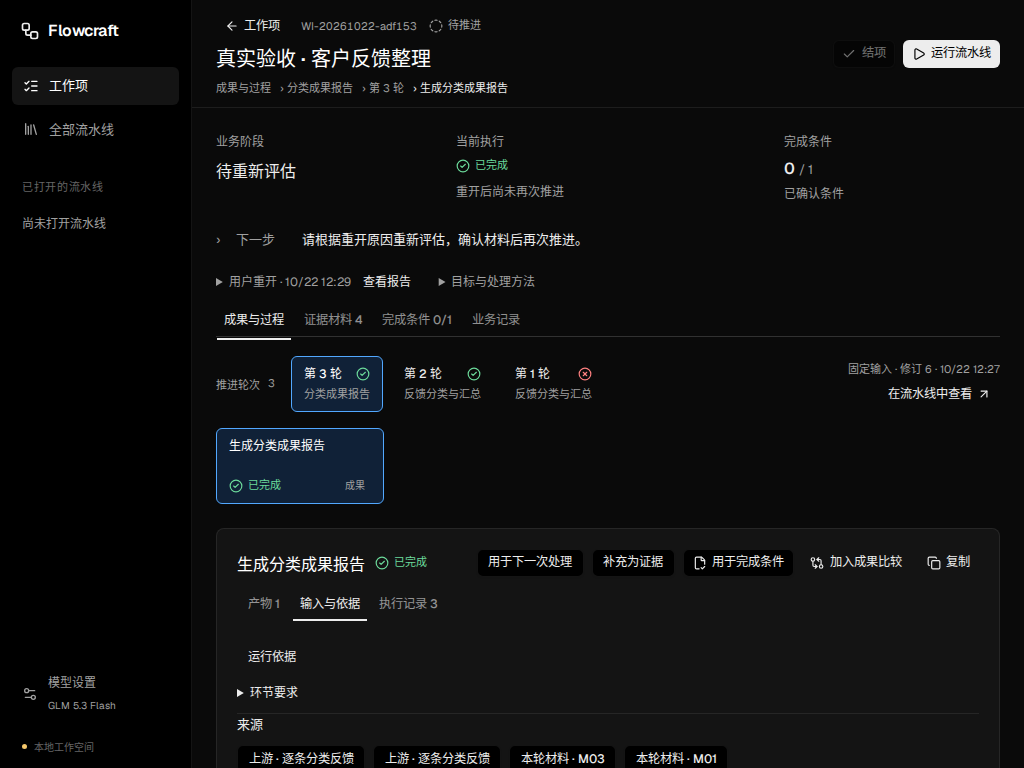 Flowcraft
工作项
全部流水线
已打开的流水线
尚未打开流水线
模型设置
GLM 5.3 Flash
本地工作空间
工作项 WI-20261022-adf153 待推进
真实验收 · 客户反馈整理
结项 运行流水线
成果与过程 › 分类成果报告 › 第 3 轮 › 生成分类成果报告
业务阶段
待重新评估
当前执行
已完成
重开后尚未再次推进
完成条件
0 / 1
已确认条件
› 下一步 请根据重开原因重新评估，确认材料后再次推进。
用户重开 · 10/22 12:29 查看报告 目标与处理方法
成果与过程 证据材料 4 完成条件 0/1 业务记录
推进轮次 3
第 3 轮
分类成果报告
第 2 轮
反馈分类与汇总
第 1 轮
反馈分类与汇总
固定输入 · 修订 6 · 10/22 12:27
在流水线中查看
生成分类成果报告
已完成 成果
生成分类成果报告 已完成 用于下一次处理 补充为证据 用于完成条件 加入成果比较 复制
产物 1 输入与依据 执行记录 3
运行依据
环节要求
来源
上游 · 逐条分类反馈 上游 · 逐条分类反馈 本轮材料 · M03 本轮材料 · M01